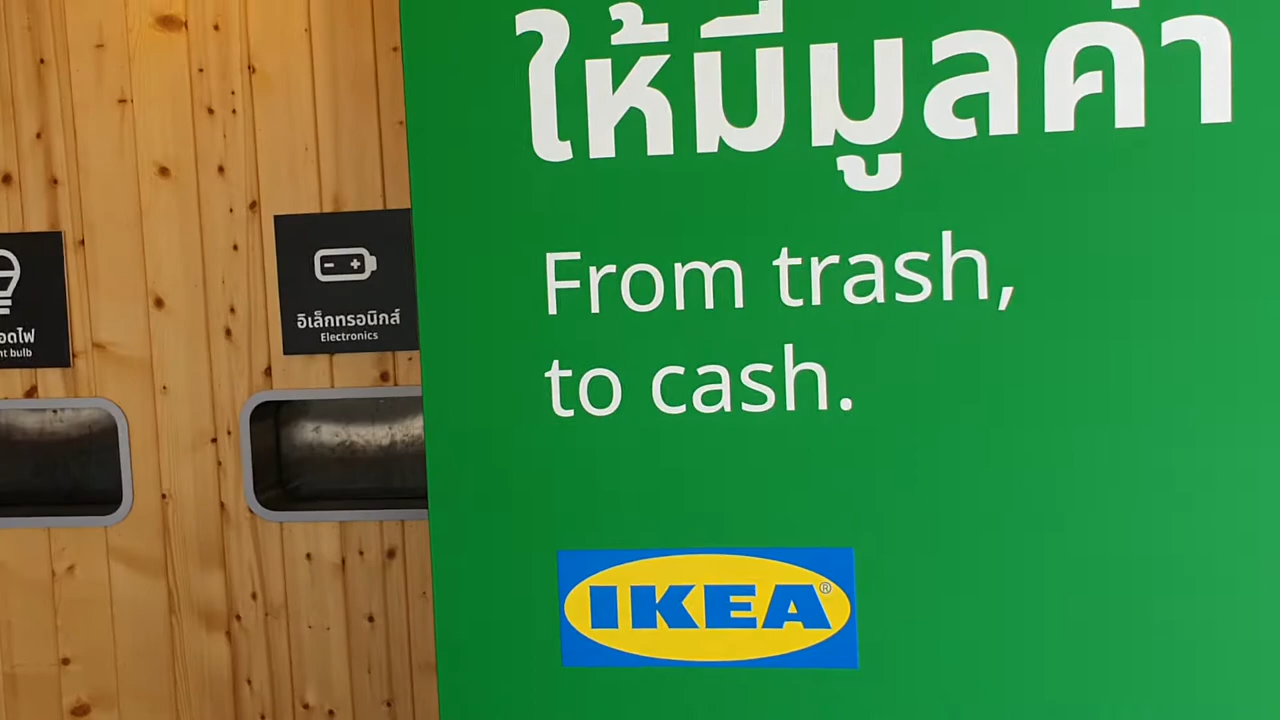 ให้มีมูลค่า
From trash,
to cash.
IKEA®
อิเล็กทรอนิกส์
Electronics
bulb